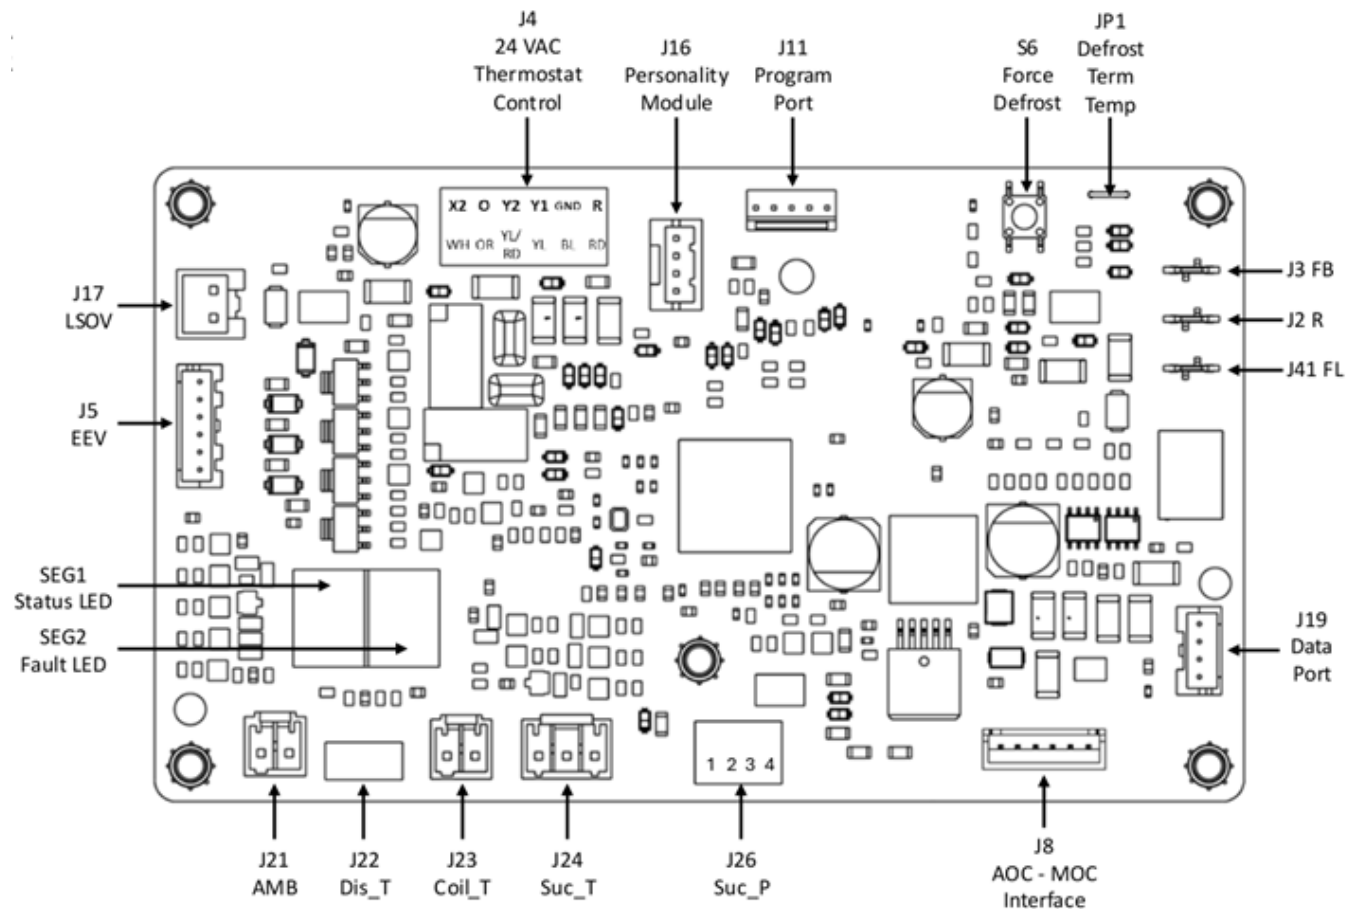 J4
24 VAC
Thermostat
Control
J16
Personality
Module
J11
Program
Port
S6
Force
Defrost
JP1
Defrost
Term
Temp
X2 O Y2 Y1 GND R
WH OR YL/RD YL BL RD
J17
LSOV
J3 FB
J2 R
J41 FL
J5
EEV
SEG1
Status LED
SEG2
Fault LED
J19
Data
Port
1 2 3 4
J21
AMB
J22
Dis_T
J23
Coil_T
J24
Suc_T
J26
Suc_P
J8
AOC - MOC
Interface